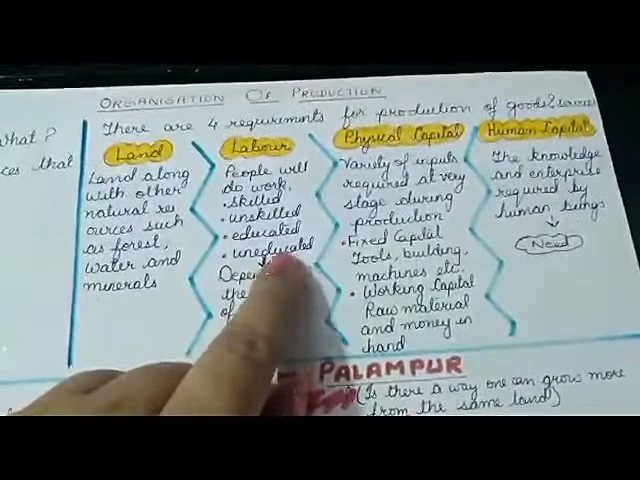 ORGANISATION OF PRODUCTION
What?
There are 4 requirements for production of goods & services
ces that
Land
Land along
with other
natural res
ources such
as forest,
water and
minerals
Labour
People will
do work.
• skilled
• unskilled
• educated
• uneducated
the
of
Physical Capital
Variety of inputs
required at very
stage during
production
• Fixed Capital
Tools, building,
machines etc.
• Working Capital
Raw material
and money in
hand
Human Capital
The knowledge
and enterprise
required by
human bungs
Need
PALAMPUR
(Is there a way one can grow more
from the same land)